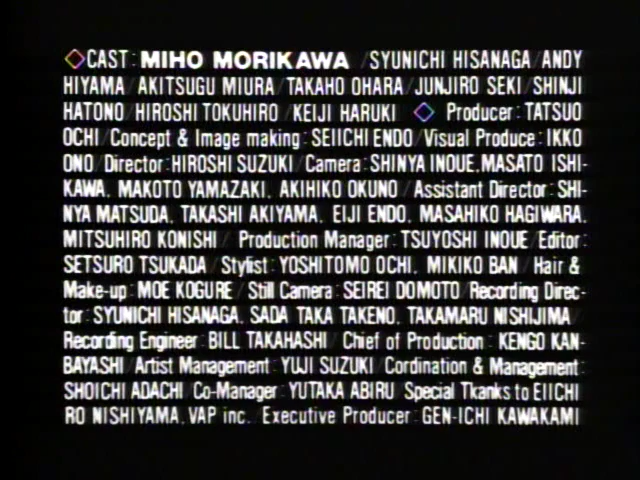 ◇CAST:MIHO MORIKAWA /SYUNICHI HISANAGA/ANDY
HIYAMA/AKITSUGU MIURA/TAKAHO OHARA/JUNJIRO SEKI/SHINJI
HATONO/HIROSHI TOKUHIRO/KEIJI HARUKI ◇ Producer:TATSUO
OCHI/Concept & Image making:SEIICHI ENDO/Visual Produce:IKKO
ONO/Director:HIROSHI SUZUKI/Camera:SHINYA INOUE,MASATO ISHI-
KAWA, MAKOTO YAMAZAKI, AKIHIKO OKUNO/Assistant Director:SHI-
NYA MATSUDA, TAKASHI AKIYAMA, EIJI ENDO, MASAHIKO HAGIWARA,
MITSUHIRO KONISHI/ Production Manager:TSUYOSHI INOUE/Editor:
SETSURO TSUKADA/Stylist:YOSHITOMO OCHI, MIKIKO BAN/Hair &
Make-up:MOE KOGURE/Still Camera:SEIREI DOMOTO/Recording Direc-
tor:SYUNICHI HISANAGA, SADA TAKA TAKENO, TAKAMARU NISHIJIMA/
Recording Engineer:BILL TAKAHASHI/ Chief of Production:KENGO KAN-
BAYASHI/Artist Management:YUJI SUZUKI/Cordination & Management:
SHOICHI ADACHI/Co-Manager:YUTAKA ABIRU/Special Tkanks to EIICHI
RO NISHIYAMA, VAP inc./Executive Producer:GEN-ICHI KAWAKAMI